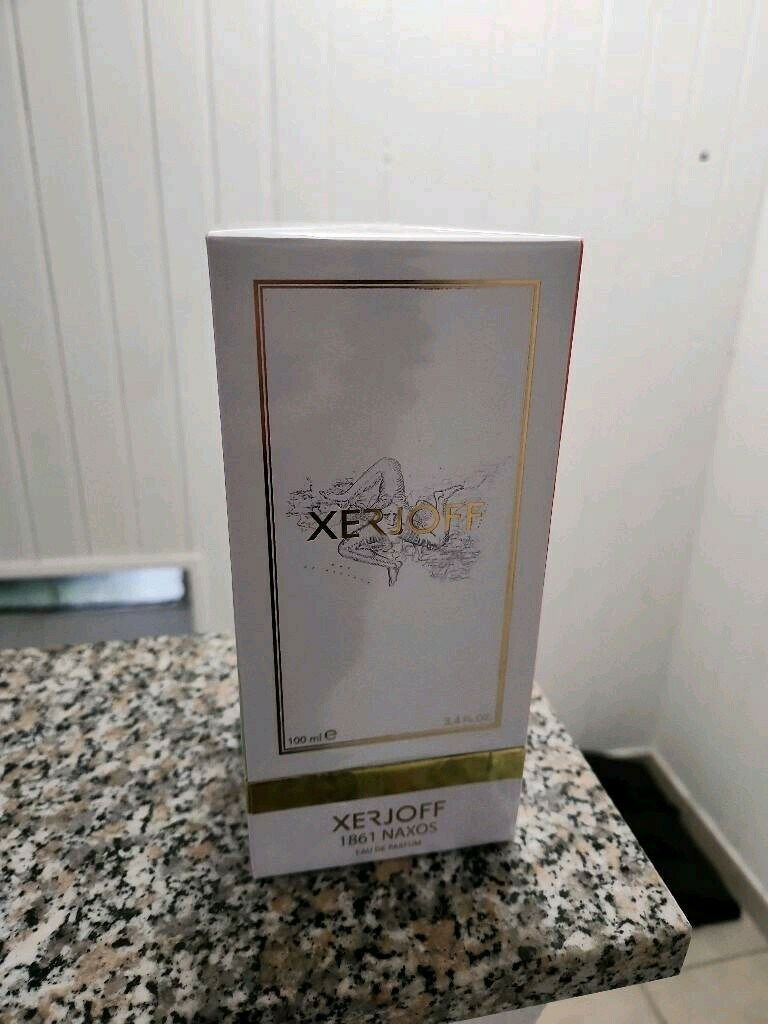 XERJOFF
100 ml e
3.4 Fl.OZ
XERJOFF
1861 NAXOS
EAU DE PARFUM